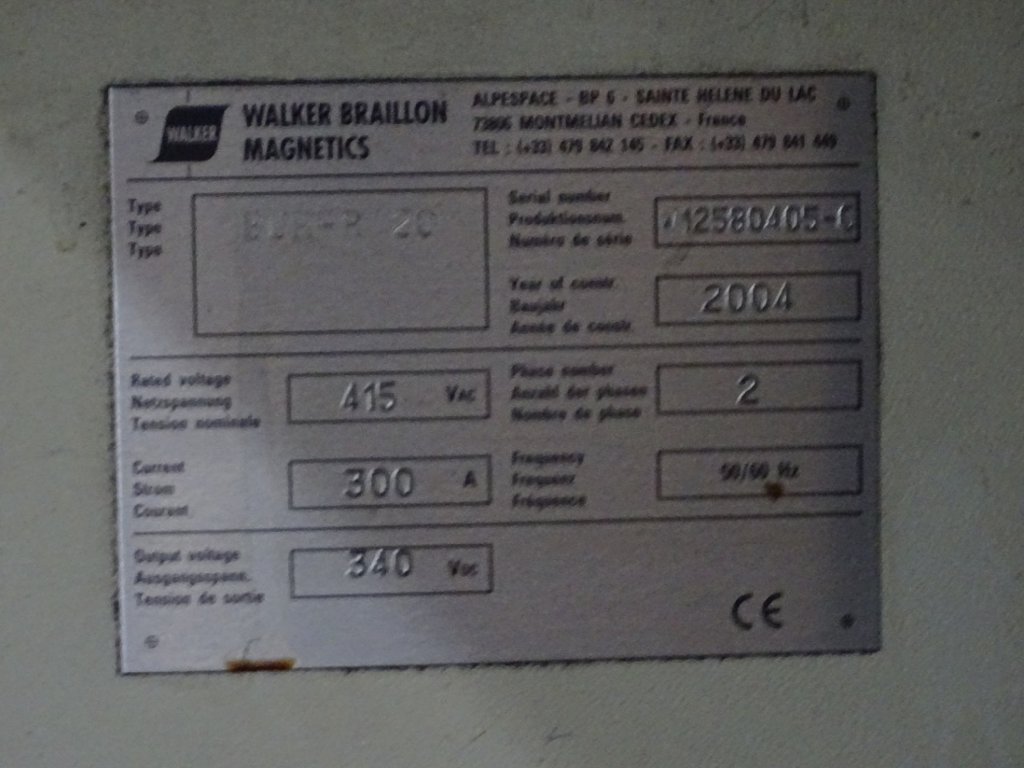 WALKER
WALKER BRAILLON
MAGNETICS
ALPESPACE - BP 6 - SAINTE HELENE DU LAC
MONTMELIAN CEDEX - France
TEL : (+33) 479 842 145 - FAX : (+33) 479 841 449
Type
Type
Type
Serial number
Produktionsnum.
Numéro de série
12580405-
Year of constr.
Baujahr
Année de constr.
2004
Rated voltage
Netzspannung
Tension nominale
415 VAC
Phase number
Anzahl der phasen
Nombre de phase
2
Current
Strom
Courant
300 A
Frequency
Frequenz
Fréquence
50/60 Hz
Output voltage
Ausgangsspann.
Tension de sortie
340 VDC
CE